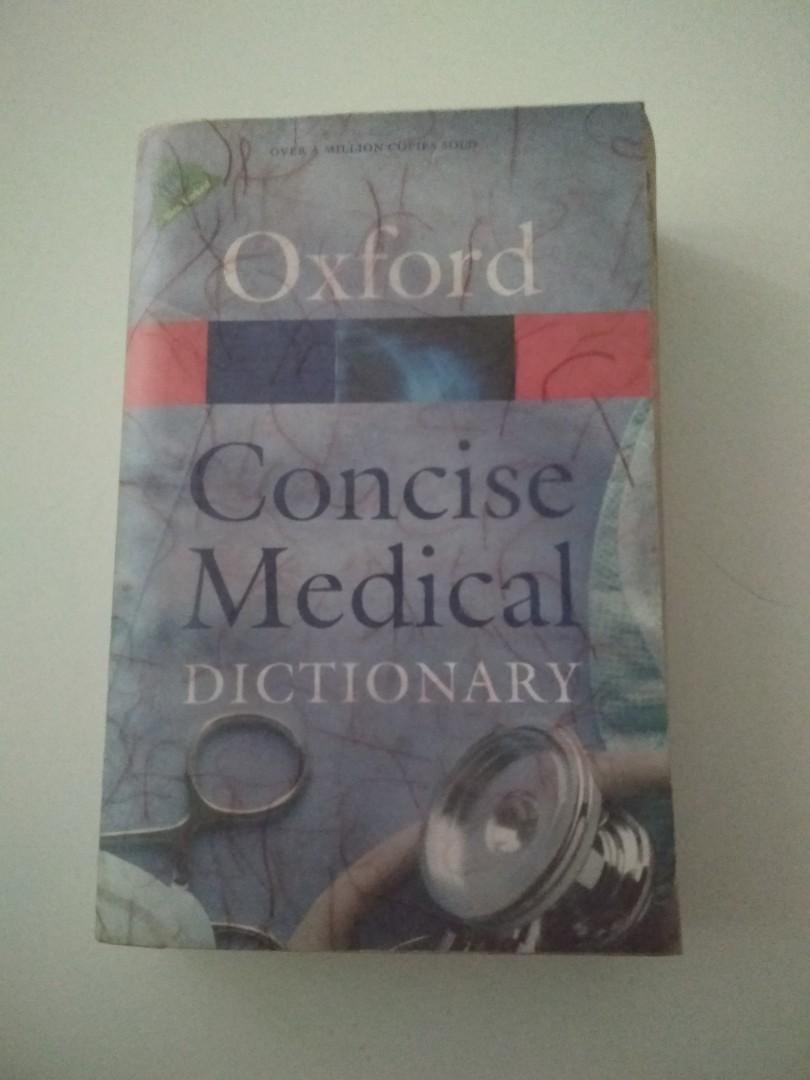 OVER A MILLION COPIES SOLD
Oxford
Concise
Medical
DICTIONARY